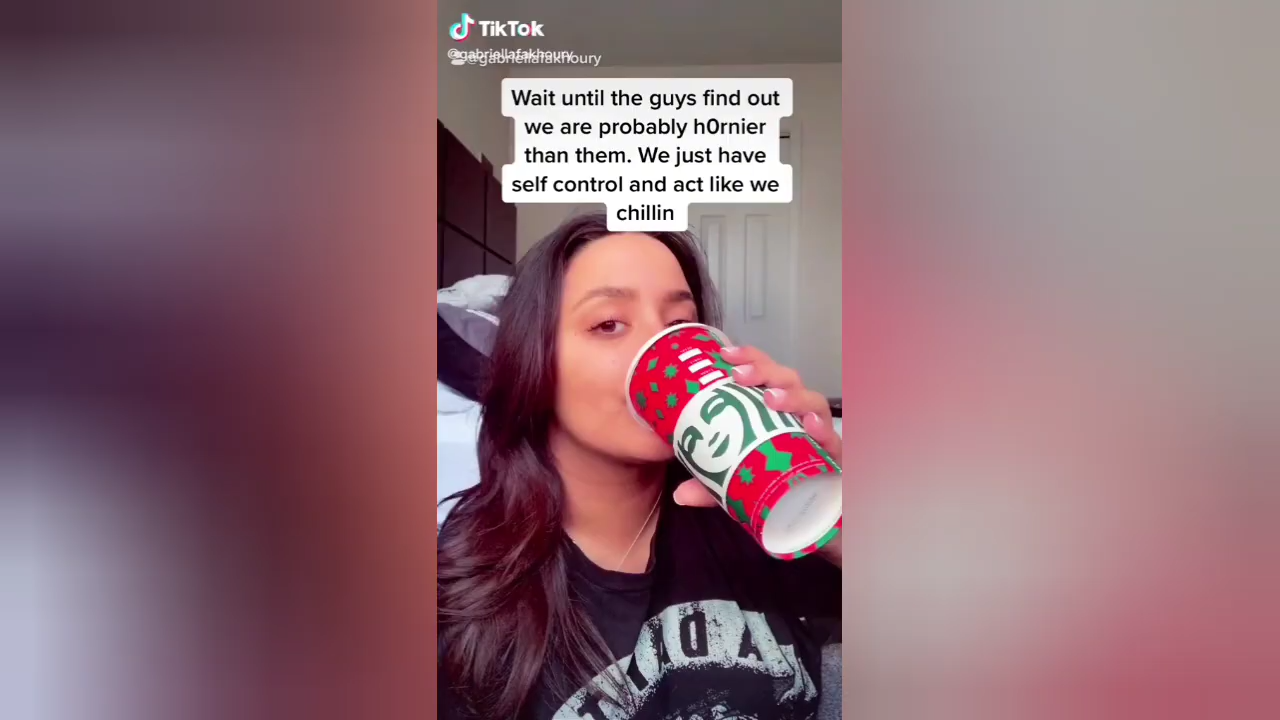 TikTok
@gabriellafakhoury
@gabriellafakhoury
Wait until the guys find out
we are probably h0rnier
than them. We just have
self control and act like we
chillin